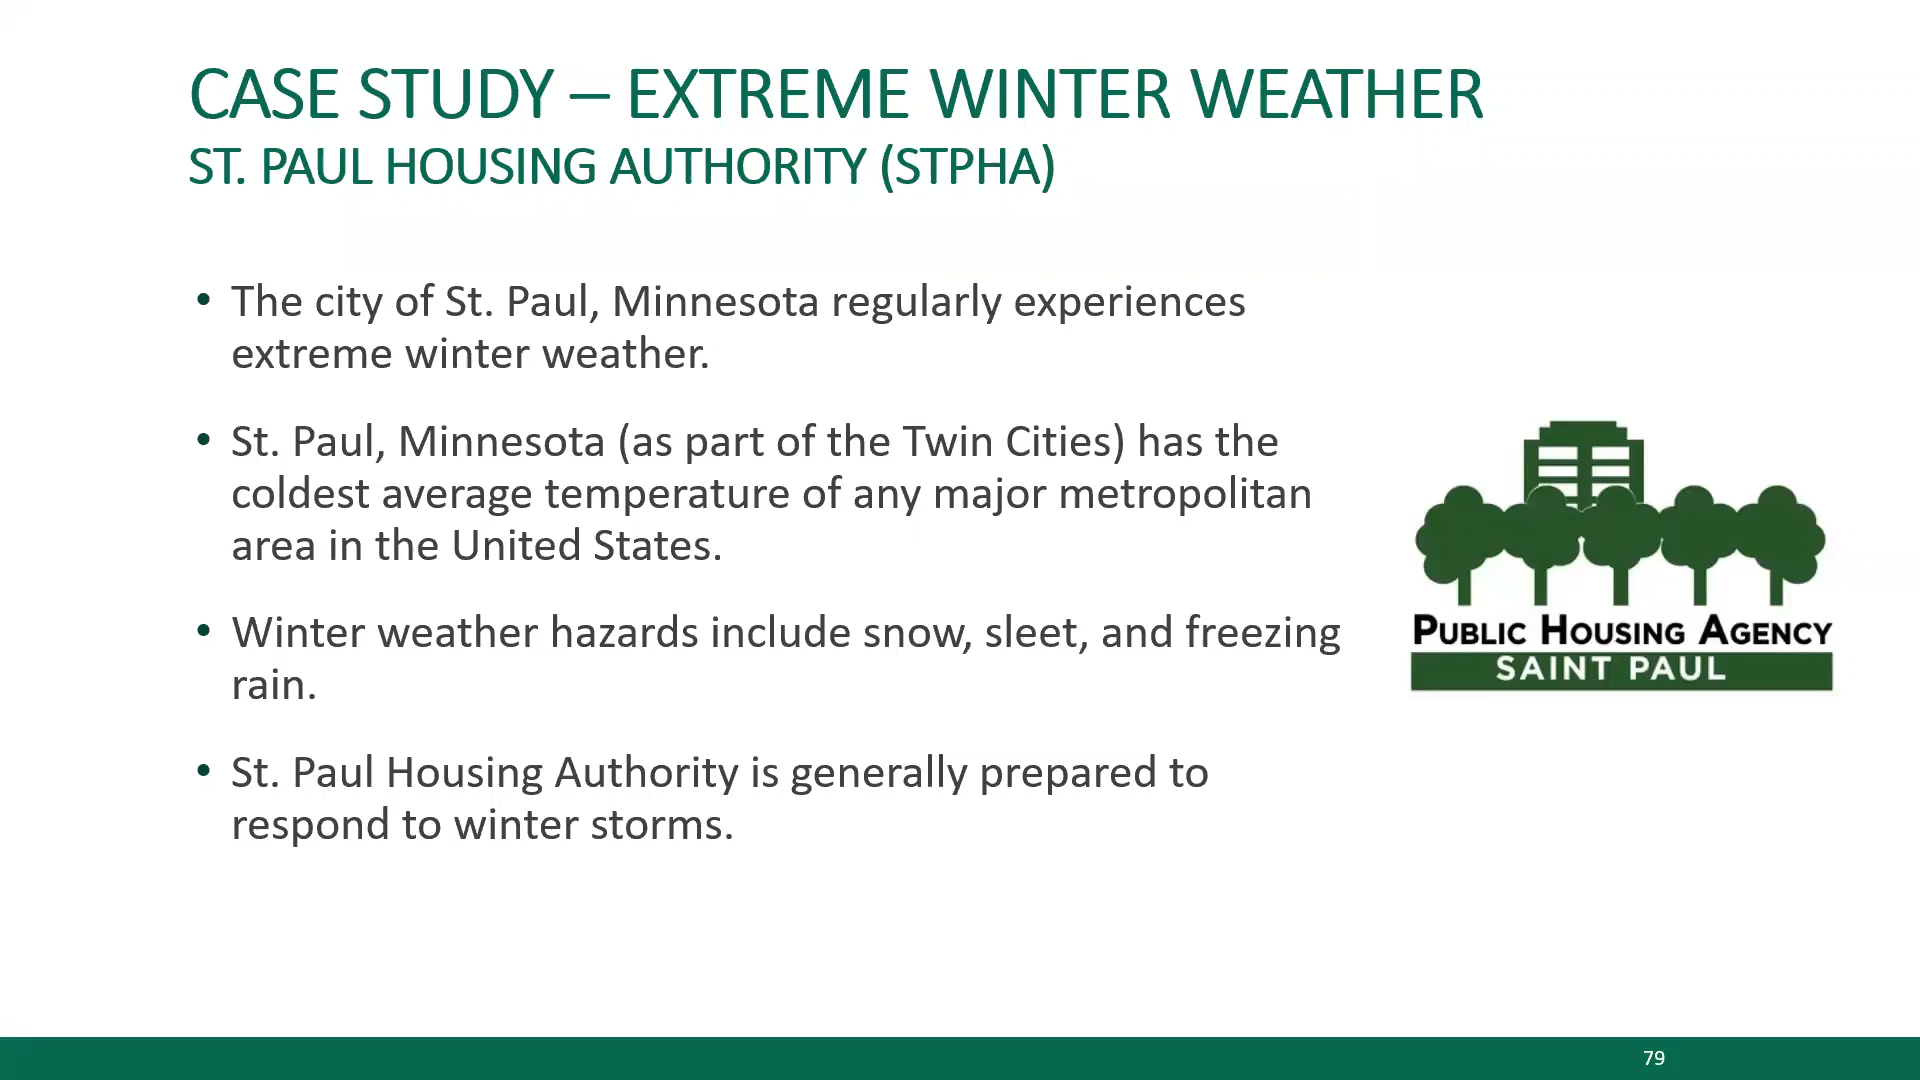 CASE STUDY – EXTREME WINTER WEATHER
ST. PAUL HOUSING AUTHORITY (STPHA)
• The city of St. Paul, Minnesota regularly experiences
extreme winter weather.
• St. Paul, Minnesota (as part of the Twin Cities) has the
coldest average temperature of any major metropolitan
area in the United States.
• Winter weather hazards include snow, sleet, and freezing
rain.
• St. Paul Housing Authority is generally prepared to
respond to winter storms.
PUBLIC HOUSING AGENCY
SAINT PAUL
79